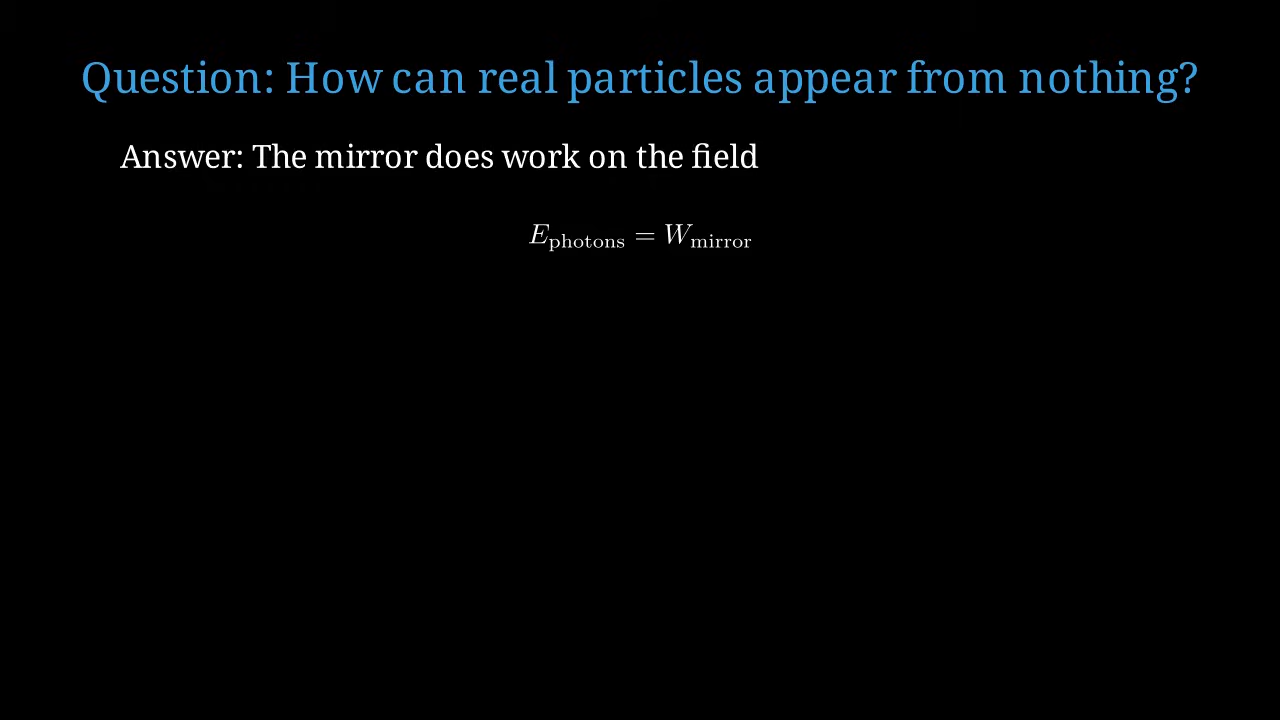 Question: How can real particles appear from nothing?
Answer: The mirror does work on the field
E_photons = W_mirror